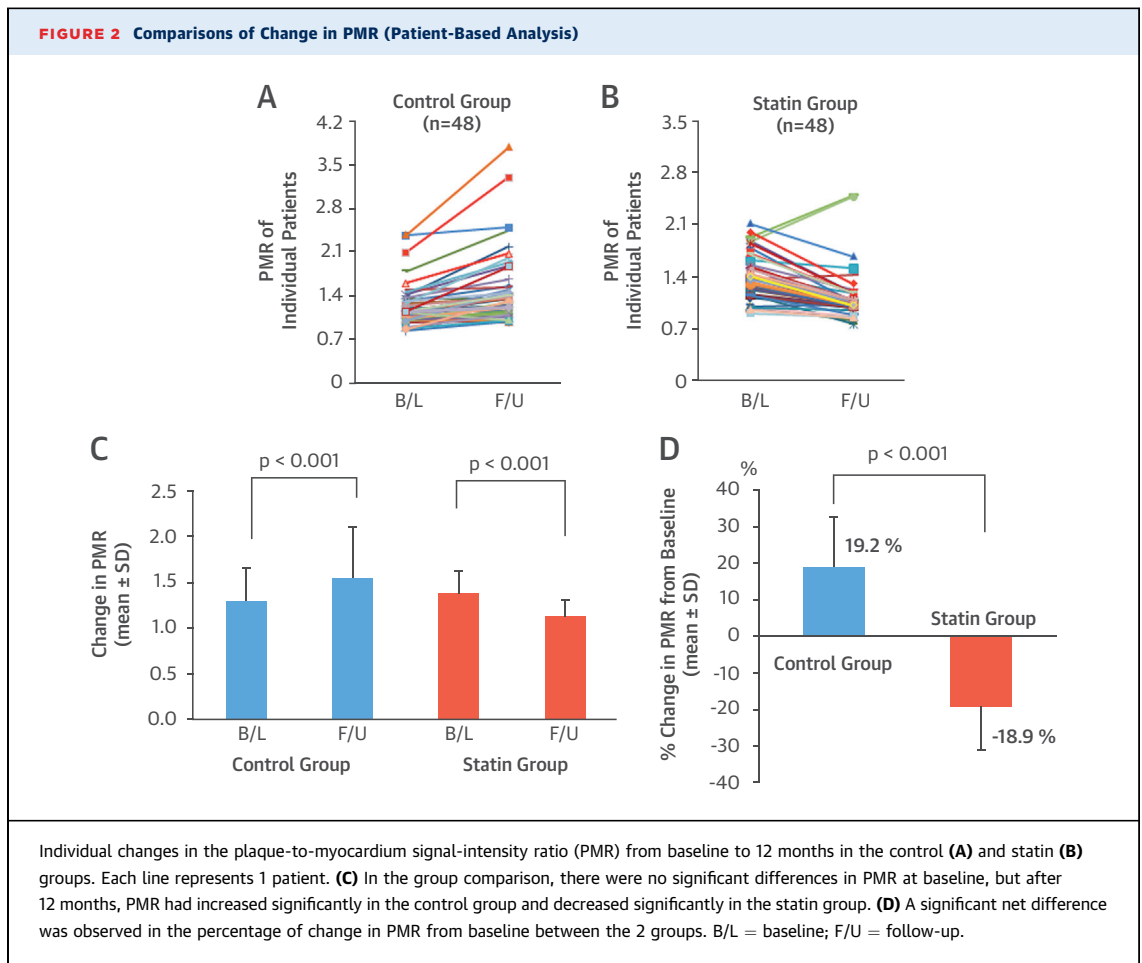 FIGURE 2 Comparisons of Change in PMR (Patient-Based Analysis)
A
Control Group
(n=48)
4.2
3.5
2.8
2.1
1.4
0.7
0
PMR of
Individual Patients
B/L
F/U
B
Statin Group
(n=48)
3.5
2.8
2.1
1.4
0.7
0
PMR of
Individual Patients
B/L
F/U
C
p < 0.001
p < 0.001
2.5
2.0
1.5
1.0
0.5
0.0
Change in PMR
(mean ± SD)
B/L
F/U
B/L
F/U
Control Group
Statin Group
D
%
p < 0.001
40
30
20
10
0
-10
-20
-30
-40
% Change in PMR from Baseline
(mean ± SD)
19.2 %
Statin Group
Control Group
-18.9 %
Individual changes in the plaque-to-myocardium signal-intensity ratio (PMR) from baseline to 12 months in the control (A) and statin (B)
groups. Each line represents 1 patient. (C) In the group comparison, there were no significant differences in PMR at baseline, but after
12 months, PMR had increased significantly in the control group and decreased significantly in the statin group. (D) A significant net difference
was observed in the percentage of change in PMR from baseline between the 2 groups. B/L = baseline; F/U = follow-up.